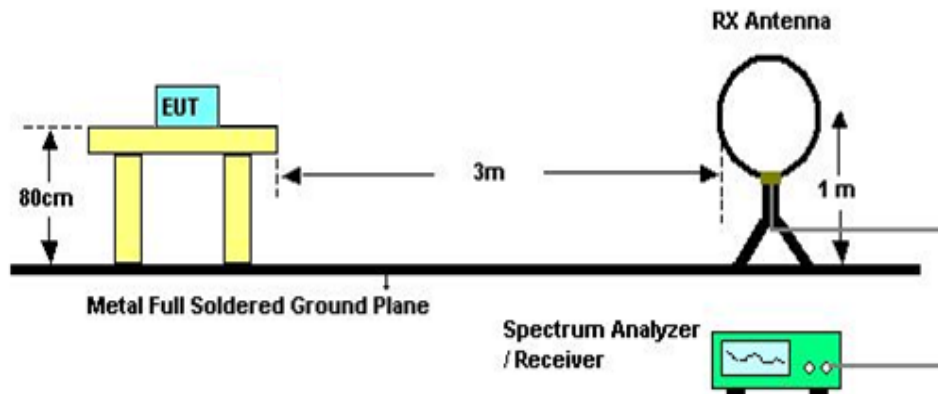 RX Antenna
EUT
80cm
3m
1 m
Metal Full Soldered Ground Plane
Spectrum Analyzer
/ Receiver